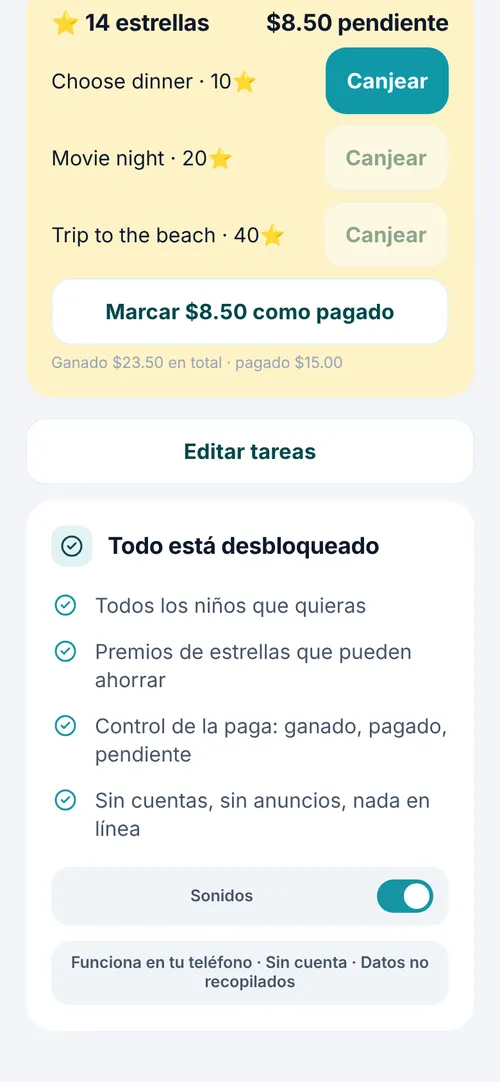 ⭐ 14 estrellas $8.50 pendiente
Choose dinner · 10⭐ Canjear
Movie night · 20⭐ Canjear
Trip to the beach · 40⭐ Canjear
Marcar $8.50 como pagado
Ganado $23.50 en total · pagado $15.00
Editar tareas
Todo está desbloqueado
Todos los niños que quieras
Premios de estrellas que pueden
ahorrar
Control de la paga: ganado, pagado,
pendiente
Sin cuentas, sin anuncios, nada en
línea
Sonidos
Funciona en tu teléfono · Sin cuenta · Datos no
recopilados